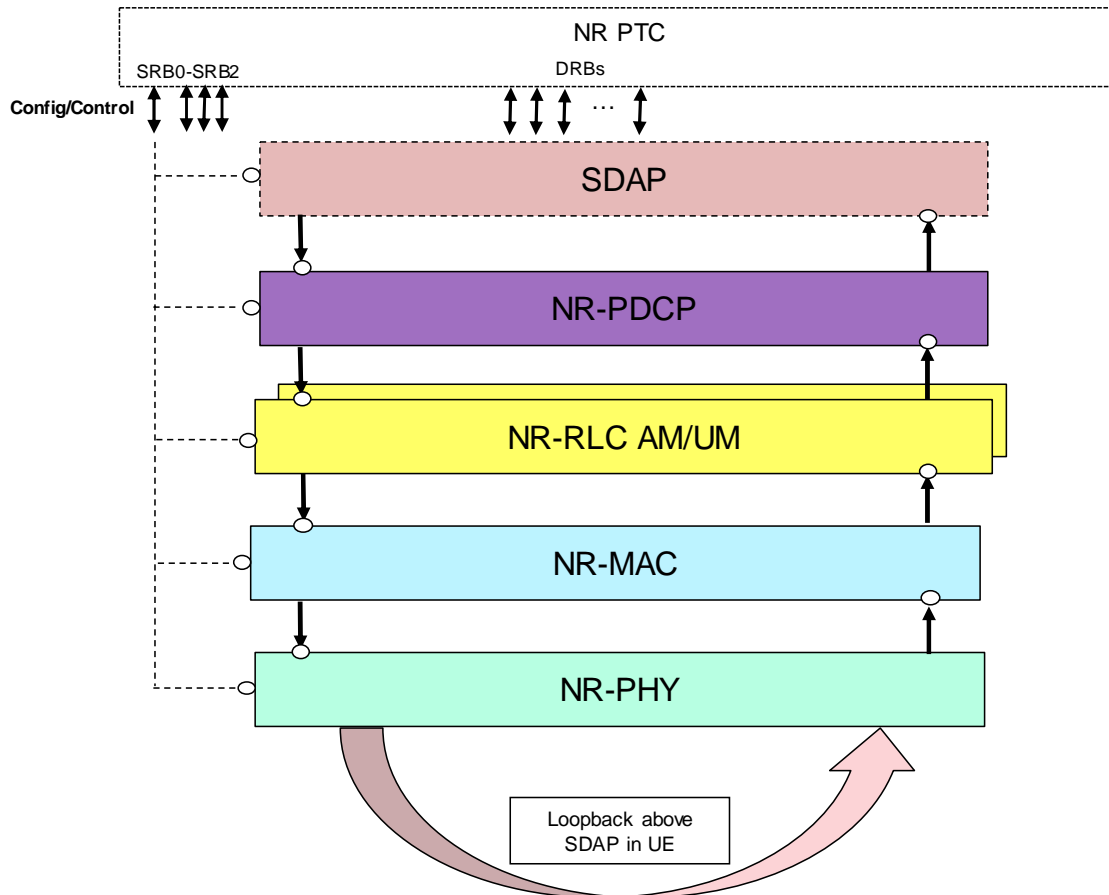 NR PTC
SRB0-SRB2
DRBs
Config/Control
...
SDAP
NR-PDCP
NR-RLC AM/UM
NR-MAC
NR-PHY
Loopback above
SDAP in UE